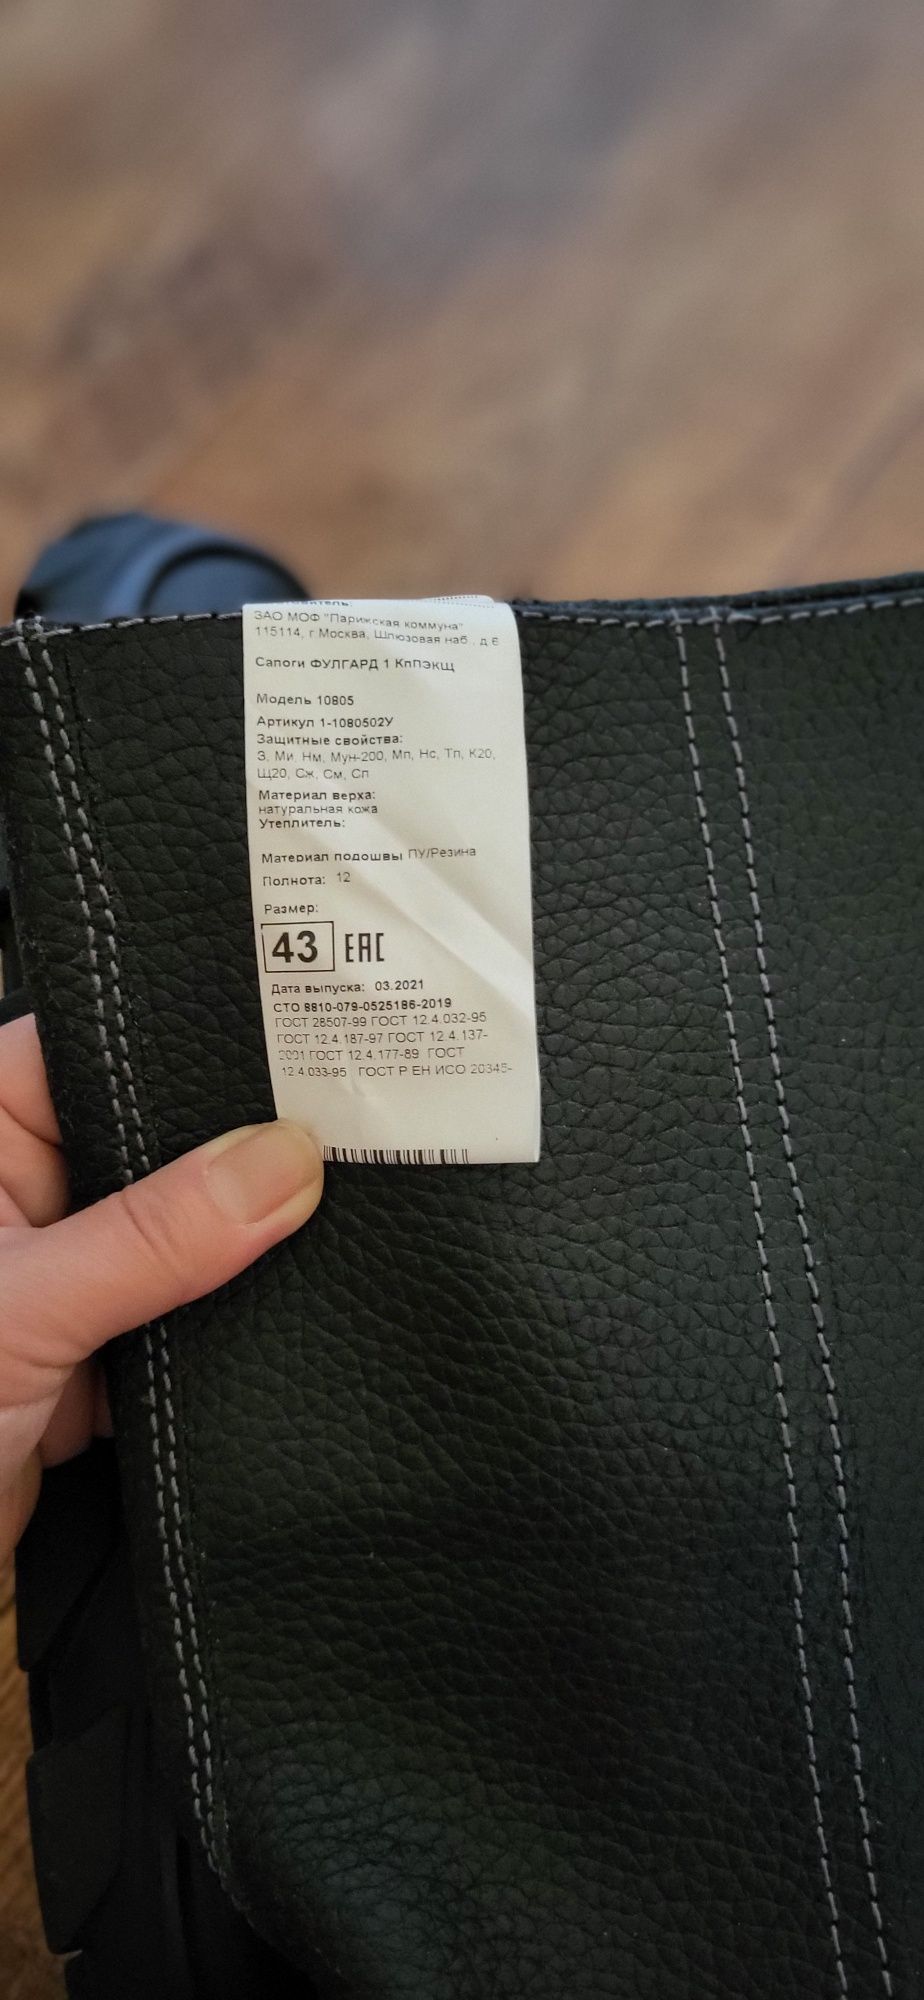 ЗАО МОФ "Парижская коммуна"
115114, г Москва, Шлюзовая наб., д.6
Сапоги ФУЛГАРД 1 КпПЭКЩ
Модель 10805
Артикул 1-1080502У
Защитные свойства:
З, Ми, Нм, Мун-200, Мп, Нс, Тп, К20,
Щ20, Сж, См, Сп
Материал верха:
натуральная кожа
Утеплитель:
Материал подошвы ПУ/Резина
Полнота: 12
Размер:
43 EAC
Дата выпуска: 03.2021
СТО 8810-079-0525186-2019
ГОСТ 28507-99 ГОСТ 12.4.032-95
ГОСТ 12.4.187-97 ГОСТ 12.4.137-
2001 ГОСТ 12.4.177-89 ГОСТ
12.4.033-95 ГОСТ Р ЕН ИСО 20345-